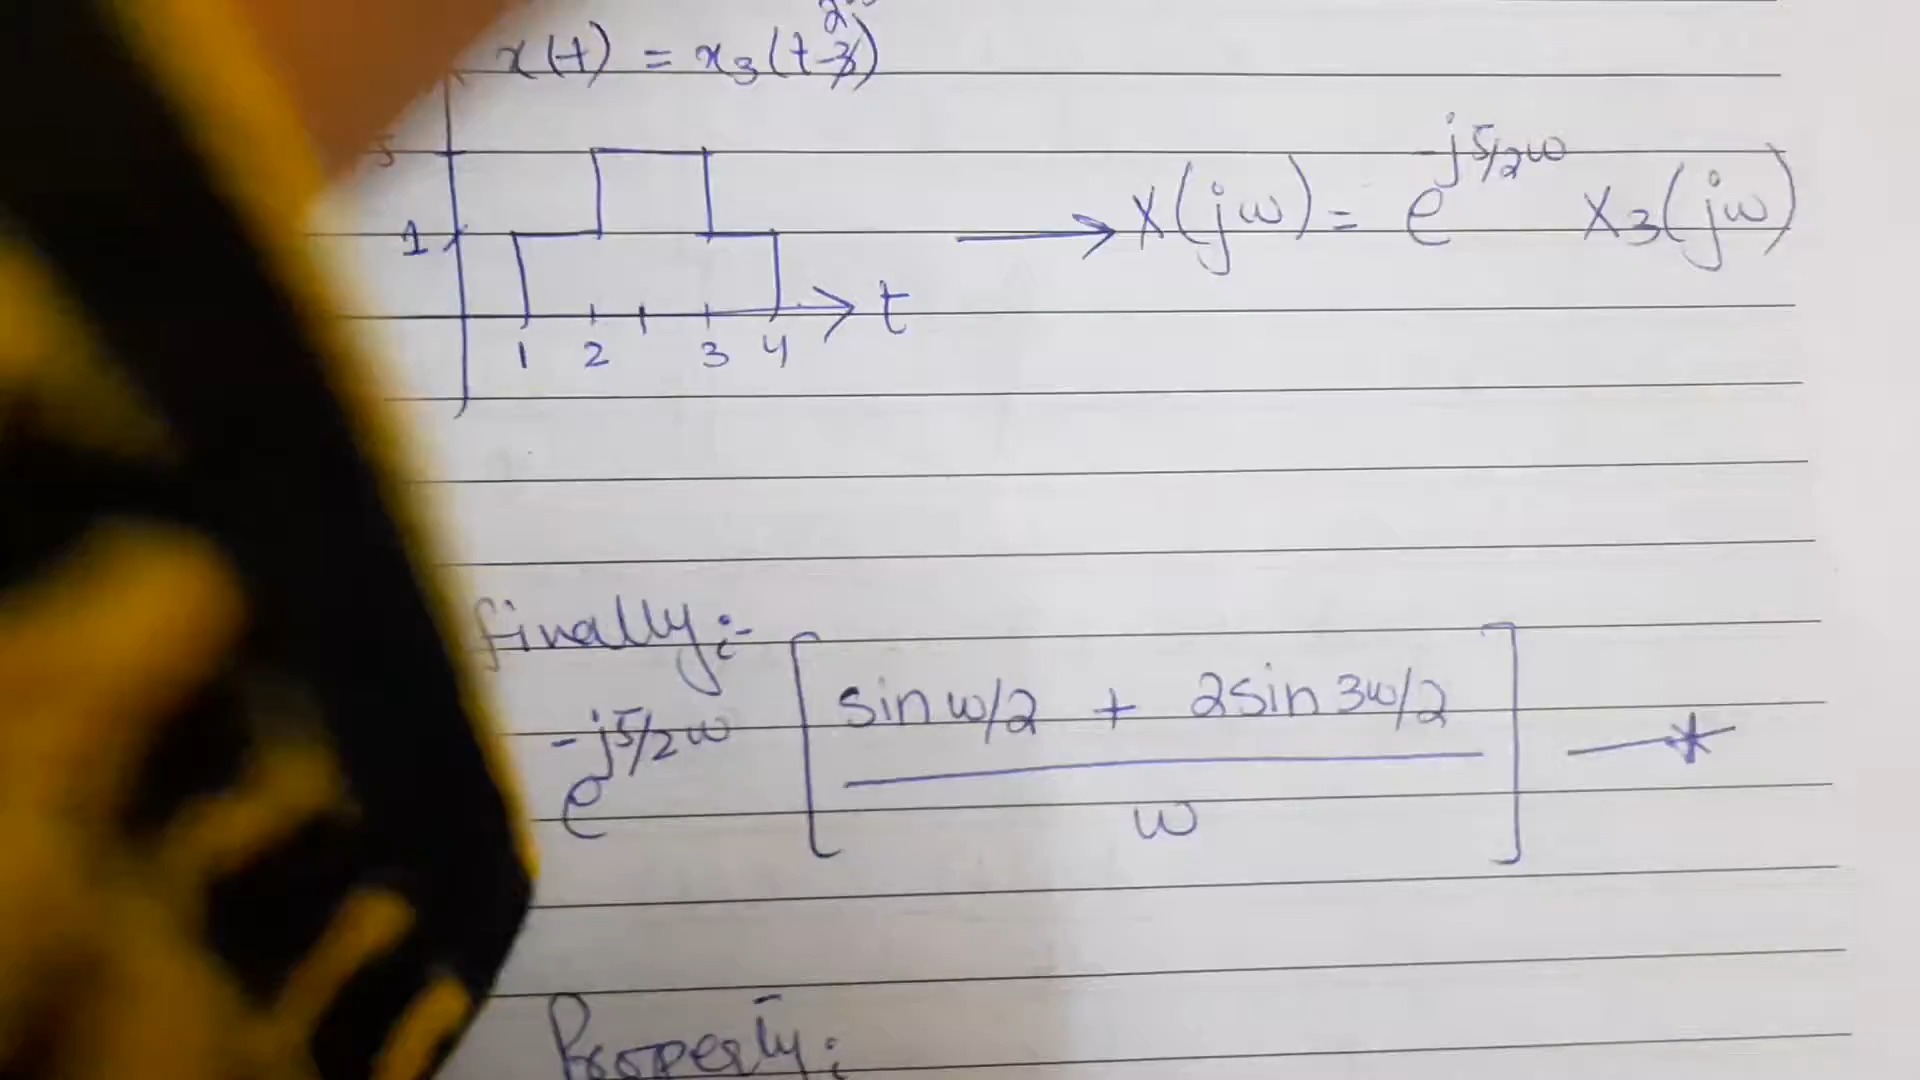 x(t) = x₃(t-2.5)
1
1 2 3 4 t
X(jω) = e^(-j5/2ω) X₃(jω)
finally:-
e^(-j5/2ω) [ (sin ω/2 + 2sin 3ω/2) / ω ]
Property: